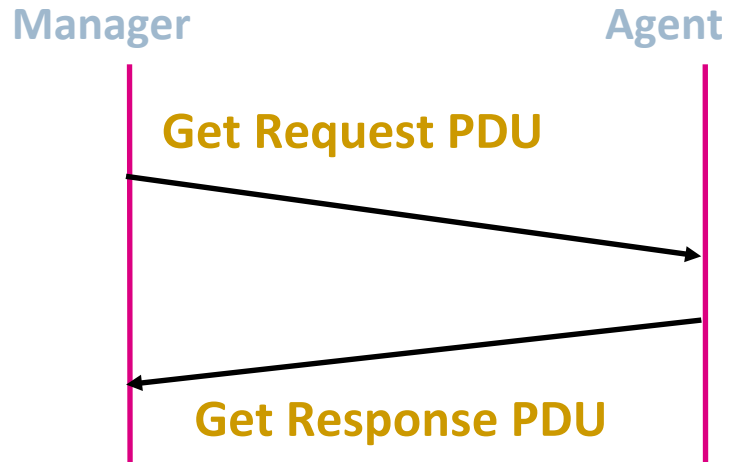 Manager
Agent
Get Request PDU
Get Response PDU